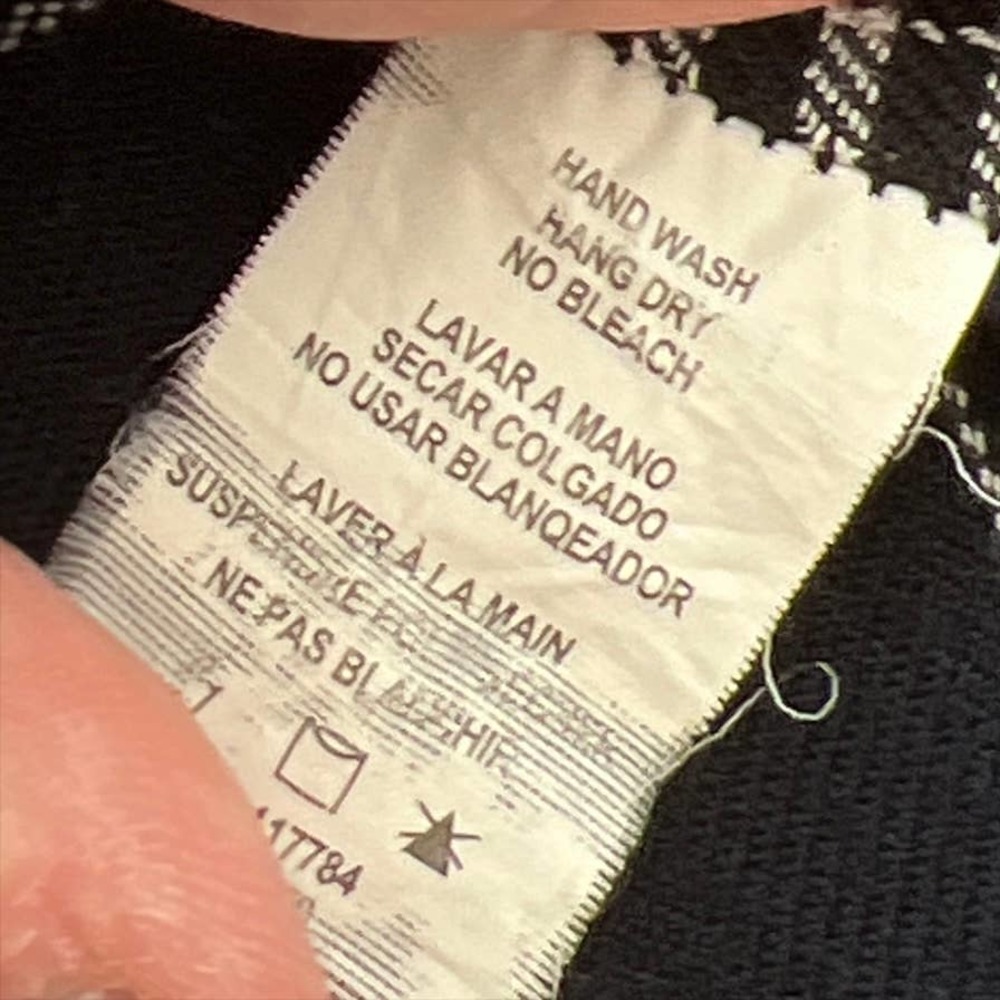 HAND WASH
HANG DRY
NO BLEACH
LAVAR A MANO
SECAR COLGADO
NO USAR BLANQEADOR
LAVER À LA MAIN
NE PAS BLANCHIR
17784